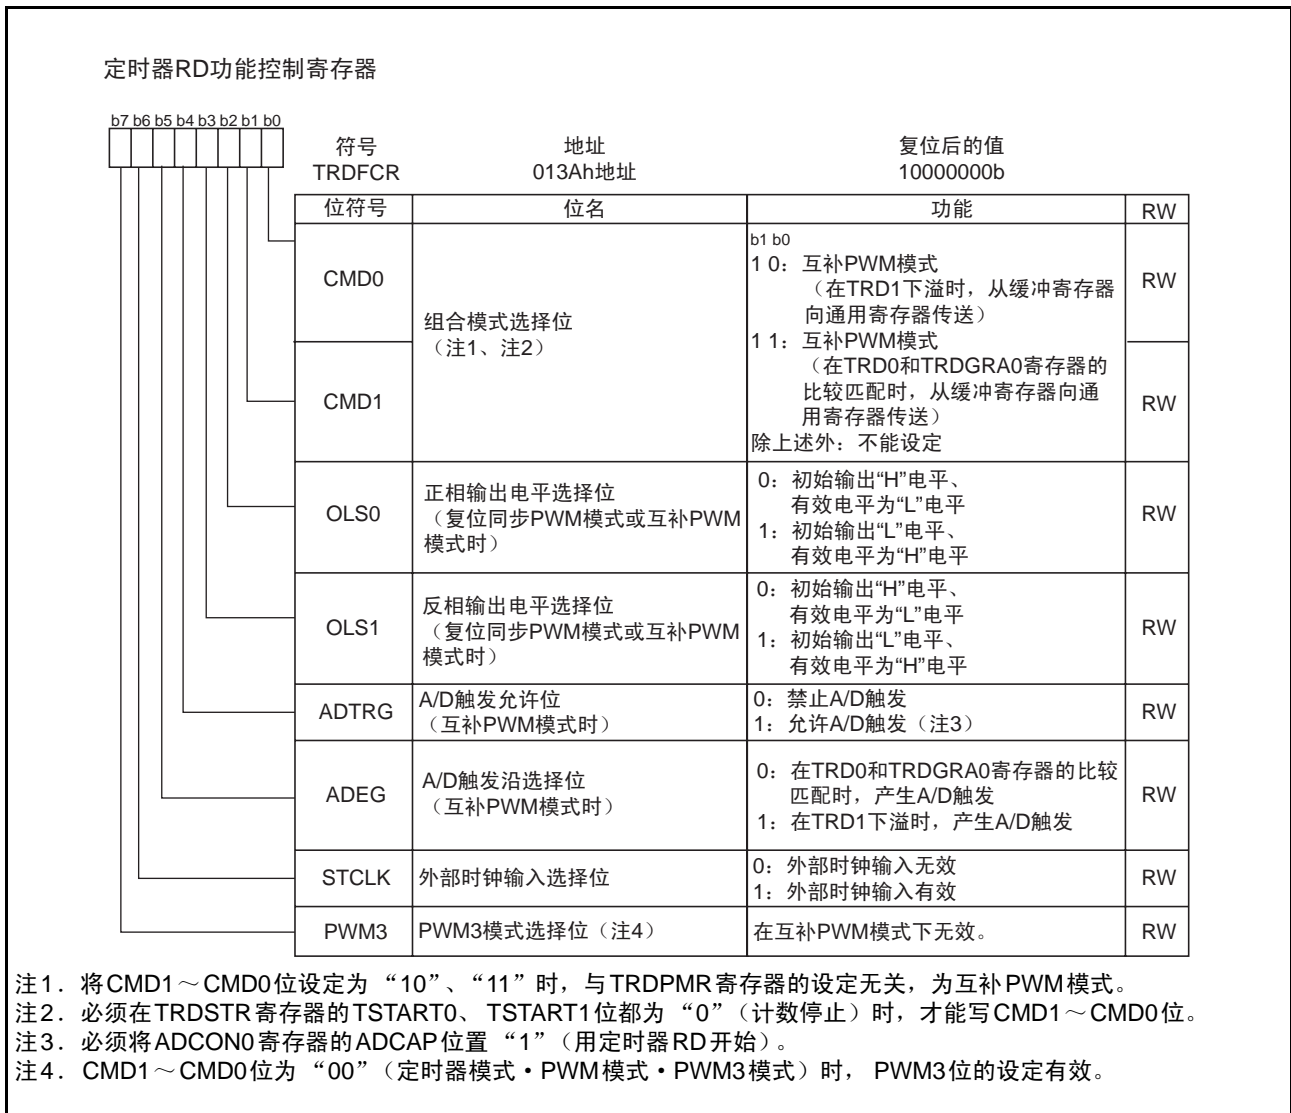 定时器RD功能控制寄存器
b7 b6 b5 b4 b3 b2 b1 b0
符号 地址 复位后的值
TRDFCR 013Ah地址 10000000b
位符号 位名 功能 RW
CMD0
CMD1
组合模式选择位
（注1、注2）
b1 b0
1 0：互补PWM模式
（在TRD1下溢时，从缓冲寄存器
向通用寄存器传送）
1 1：互补PWM模式
（在TRD0和TRDGRA0寄存器的
比较匹配时，从缓冲寄存器向通
用寄存器传送）
除上述外：不能设定
RW
RW
OLS0
正相输出电平选择位
（复位同步PWM模式或互补PWM
模式时）
0：初始输出“H”电平、
有效电平为“L”电平
1：初始输出“L”电平、
有效电平为“H”电平
RW
OLS1
反相输出电平选择位
（复位同步PWM模式或互补PWM
模式时）
0：初始输出“H”电平、
有效电平为“L”电平
1：初始输出“L”电平、
有效电平为“H”电平
RW
ADTRG
A/D触发允许位
（互补PWM模式时）
0：禁止A/D触发
1：允许A/D触发（注3）
RW
ADEG
A/D触发沿选择位
（互补PWM模式时）
0：在TRD0和TRDGRA0寄存器的比较
匹配时，产生A/D触发
1：在TRD1下溢时，产生A/D触发
RW
STCLK
外部时钟输入选择位
0：外部时钟输入无效
1：外部时钟输入有效
RW
PWM3
PWM3模式选择位（注4）
在互补PWM模式下无效。
RW
注1．将CMD1～CMD0位设定为“10”、“11”时，与TRDPMR寄存器的设定无关，为互补PWM模式。
注2．必须在TRDSTR寄存器的TSTART0、TSTART1位都为“0”（计数停止）时，才能写CMD1～CMD0位。
注3．必须将ADCON0寄存器的ADCAP位置“1”（用定时器RD开始）。
注4．CMD1～CMD0位为“00”（定时器模式・PWM模式・PWM3模式）时，PWM3位的设定有效。